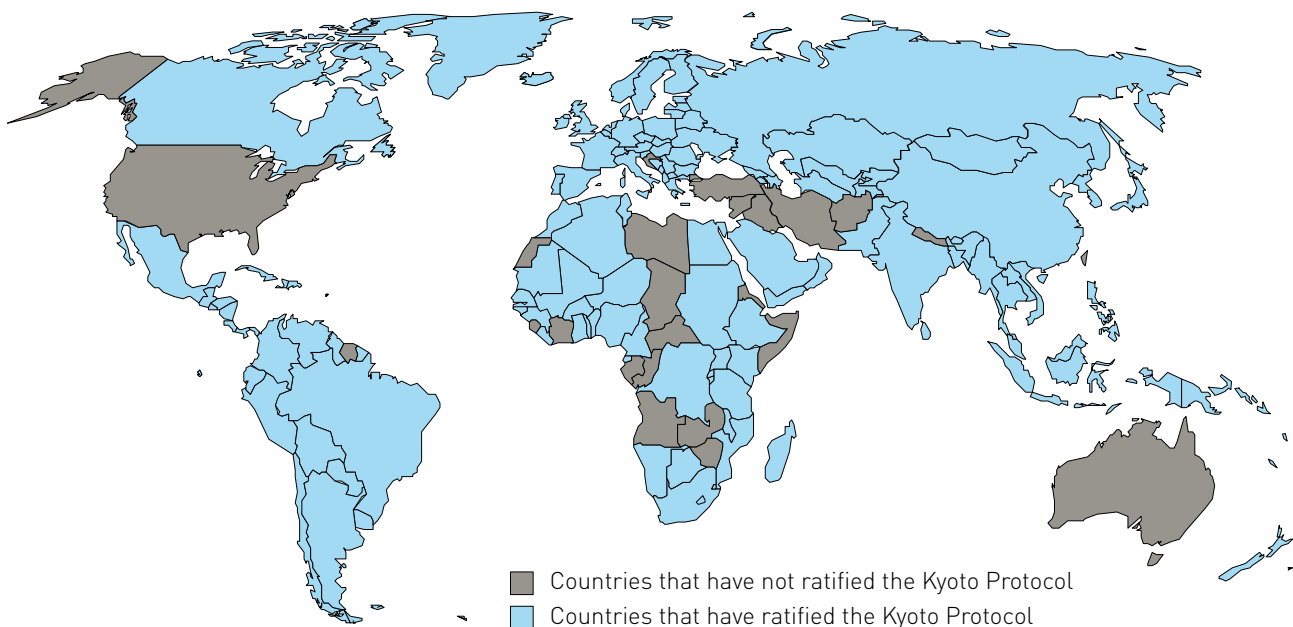 Countries that have not ratified the Kyoto Protocol
Countries that have ratified the Kyoto Protocol